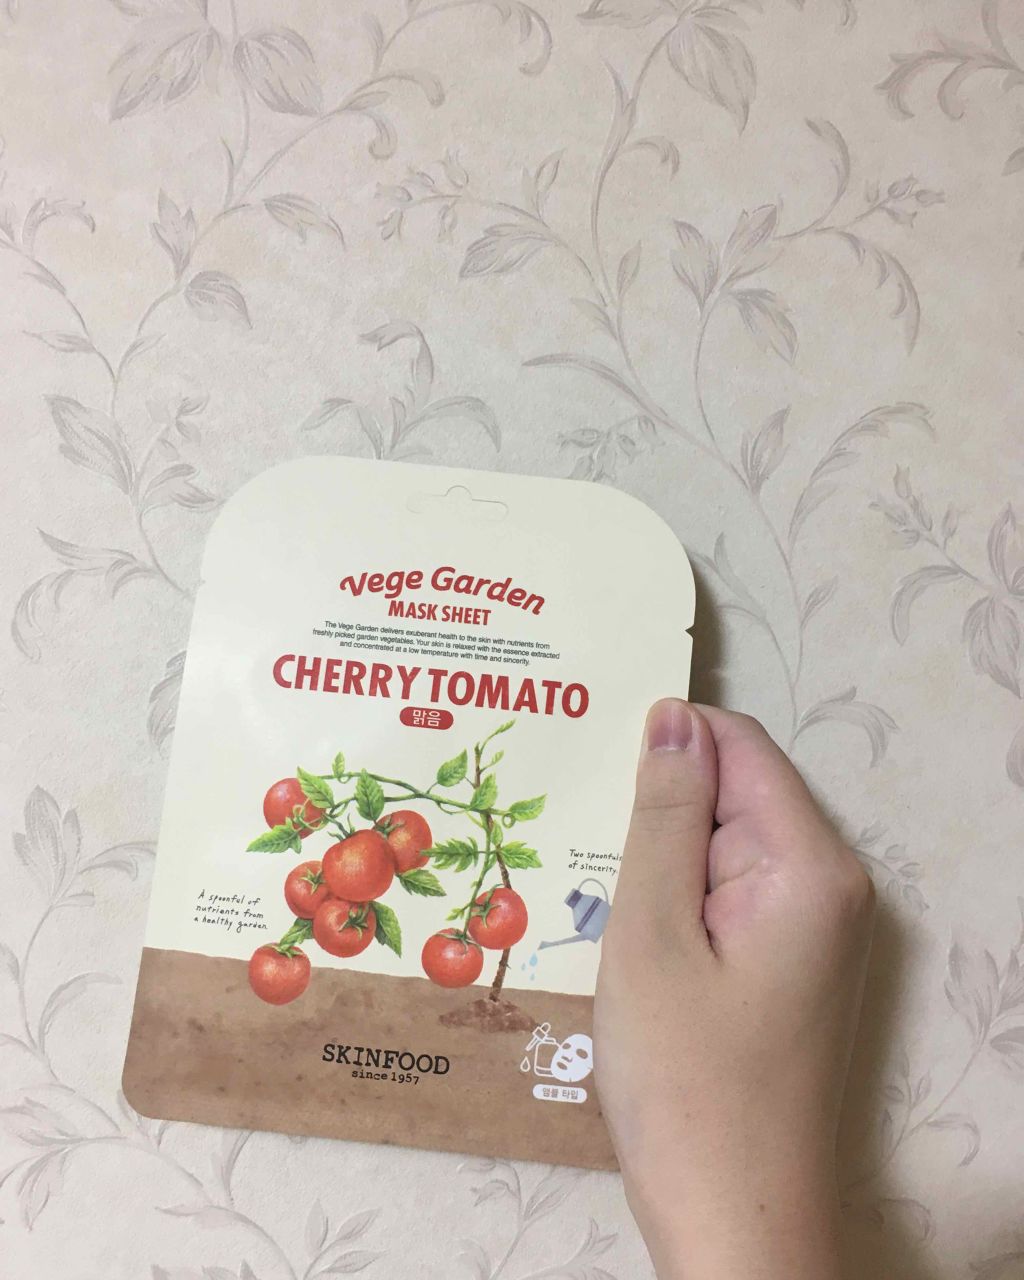 Vege Garden
MASK SHEET
The Vege Garden delivers exuberant health to the skin with nutrients from
freshly picked garden vegetables. Your skin is relaxed with the essence extracted
and concentrated at a low temperature with time and sincerity.
CHERRY TOMATO
맑음
Two spoonfuls
of sincerity.
A spoonful of
nutrients from
a healthy garden.
SKINFOOD
since 1957
앰플 타입